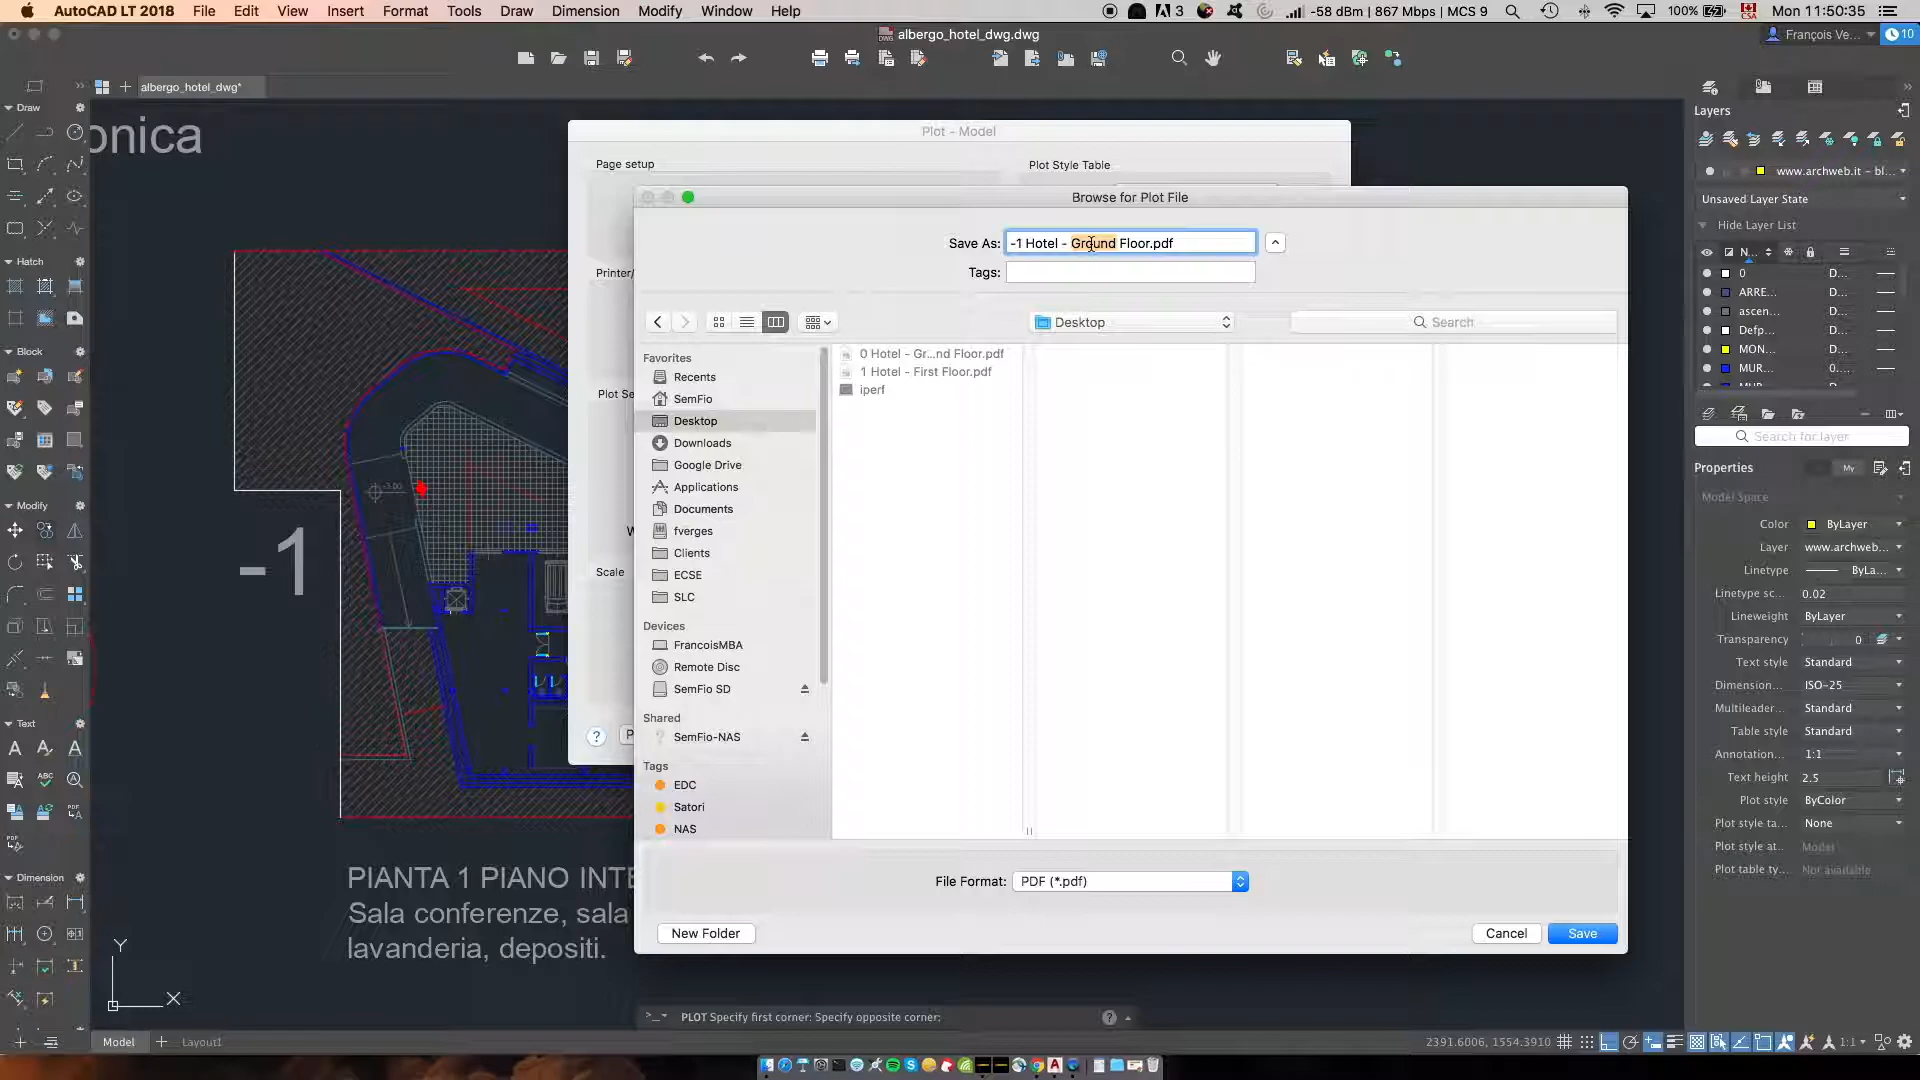 AutoCAD LT 2018 File Edit View Insert Format Tools Draw Dimension Modify Window Help
3 -58 dBm | 867 Mbps | MCS 9 100% Mon 11:50:35
albergo_hotel_dwg.dwg
François Ve... 10
albergo_hotel_dwg*
Draw
Hatch
Block
Modify
Text
Dimension
onica
-1
-3.00
PIANTA 1 PIANO INTE
Sala conferenze, sala
lavanderia, depositi.
Y
X
Plot - Model
Page setup
Plot Style Table
Printer/
Plot Se
W
Scale
? P
Browse for Plot File
Save As: -1 Hotel - Ground Floor.pdf
Tags:
Desktop
Search
Favorites
Recents
SemFio
Desktop
Downloads
Google Drive
Applications
Documents
fverges
Clients
ECSE
SLC
Devices
FrancoisMBA
Remote Disc
SemFio SD
Shared
SemFio-NAS
Tags
EDC
Satori
NAS
0 Hotel - Gr...nd Floor.pdf
1 Hotel - First Floor.pdf
iperf
File Format: PDF (*.pdf)
New Folder
Cancel
Save
PLOT Specify first corner: Specify opposite corner:
Model
Layout1
2391.6006, 1554.3910
1:1
Layers
www.archweb.it - bl...
Unsaved Layer State
Hide Layer List
N...
0 D...
ARRE... D...
ascen... D...
Defp... D...
MON... D...
MUR... 0...
Search for layer
Properties
My
Model Space
Color ByLayer
Layer www.archweb...
Linetype ByLa...
Linetype sc... 0.02
Lineweight ByLayer
Transparency 0
Text style Standard
Dimension... ISO-25
Multileader... Standard
Table style Standard
Annotation... 1:1
Text height 2.5
Plot style ByColor
Plot style ta... None
Plot style at... Model
Plot table ty... Not available